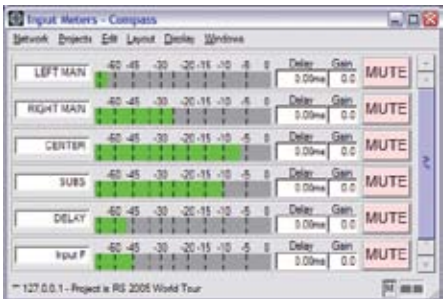 Input Meters - Compass
Network Projects Edit Layout Display Windows
LEFT MAIN -60 -45 -30 -20 -15 -10 -5 0 Delay 0.00ms Gain 0.0 MUTE
RIGHT MAIN -60 -45 -30 -20 -15 -10 -5 0 Delay 0.00ms Gain 0.0 MUTE
CENTER -60 -45 -30 -20 -15 -10 -5 0 Delay 0.00ms Gain 0.0 MUTE
SUBS -60 -45 -30 -20 -15 -10 -5 0 Delay 0.00ms Gain 0.0 MUTE
DELAY -60 -45 -30 -20 -15 -10 -5 0 Delay 0.00ms Gain 0.0 MUTE
Input F -60 -45 -30 -20 -15 -10 -5 0 Delay 0.00ms Gain 0.0 MUTE
127.0.0.1 - Project is RS 2005 World Tour M